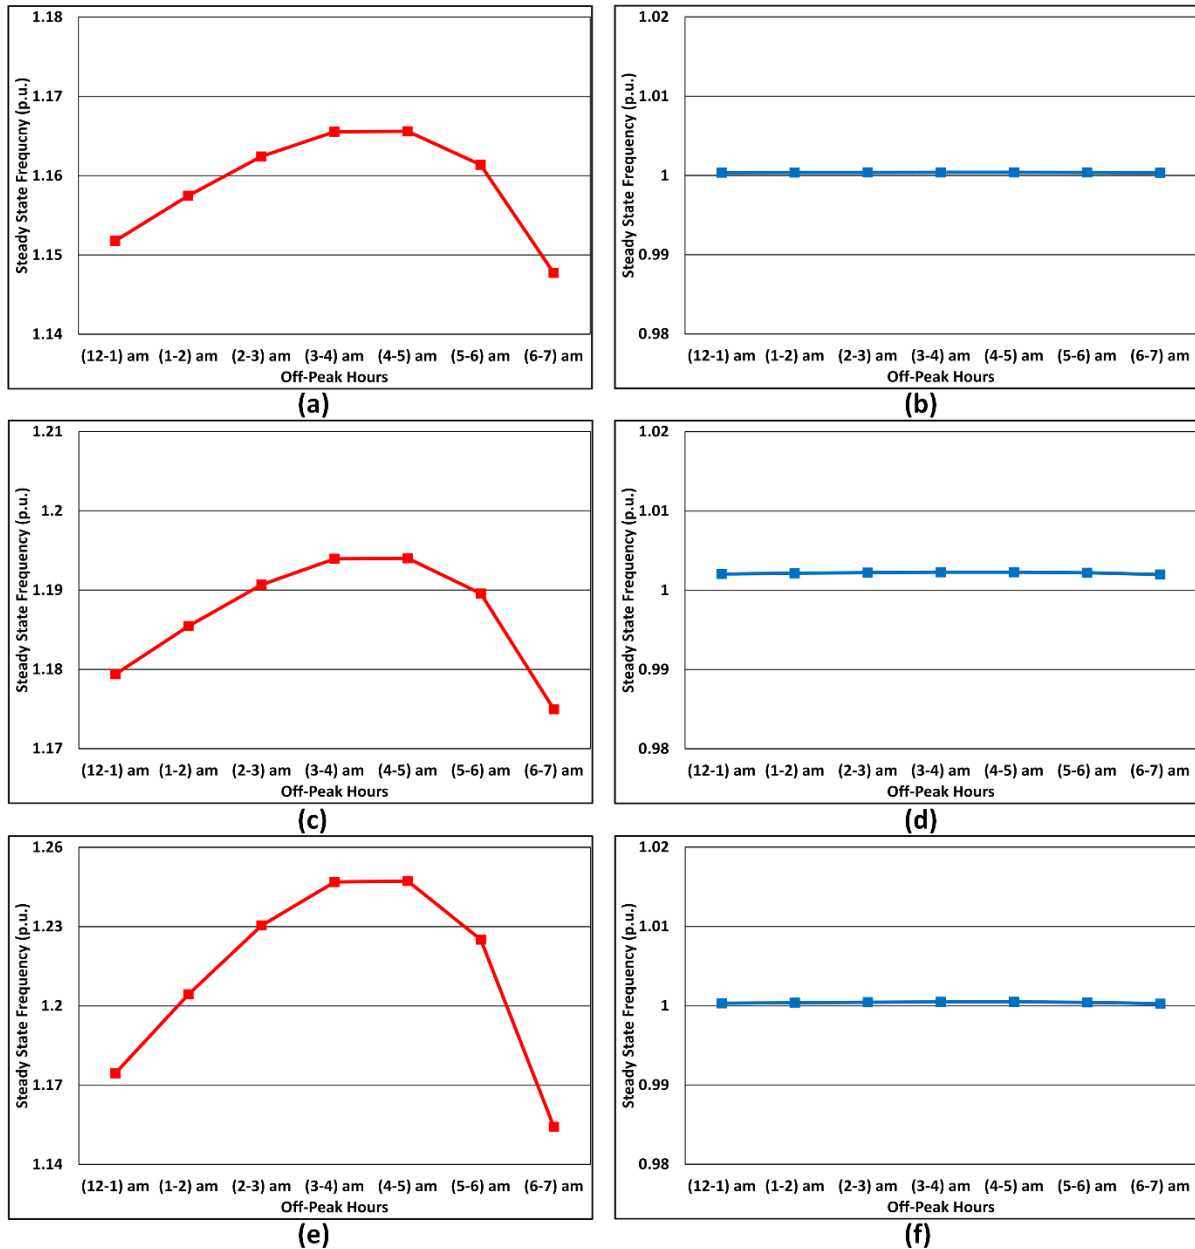 Steady State Frequcny (p.u.)
1.18
1.17
1.16
1.15
1.14
(12-1) am (1-2) am (2-3) am (3-4) am (4-5) am (5-6) am (6-7) am
Off-Peak Hours
(a)
Steady State Frequency (p.u.)
1.02
1.01
1
0.99
0.98
(12-1) am (1-2) am (2-3) am (3-4) am (4-5) am (5-6) am (6-7) am
Off-Peak Hours
(b)
Steady State Frequency (p.u.)
1.21
1.2
1.19
1.18
1.17
(12-1) am (1-2) am (2-3) am (3-4) am (4-5) am (5-6) am (6-7) am
Off-Peak Hours
(c)
Steady State Frequency (p.u.)
1.02
1.01
1
0.99
0.98
(12-1) am (1-2) am (2-3) am (3-4) am (4-5) am (5-6) am (6-7) am
Off-Peak Hours
(d)
Steady State Frequency (p.u.)
1.26
1.23
1.2
1.17
1.14
(12-1) am (1-2) am (2-3) am (3-4) am (4-5) am (5-6) am (6-7) am
Off-Peak Hours
(e)
Steady State Frequency (p.u.)
1.02
1.01
1
0.99
0.98
(12-1) am (1-2) am (2-3) am (3-4) am (4-5) am (5-6) am (6-7) am
Off-Peak Hours
(f)